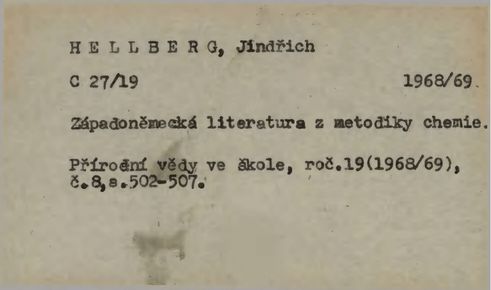 H E L L B E R G, Jindřich
C 27/19 1968/69.
Západoněmecká literatura z metodiky chemie.
Přírodní vědy ve škole, roč.19(1968/69),
č.8,s.502-507.